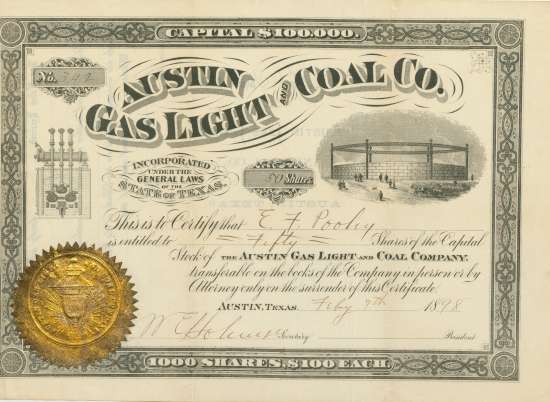 CAPITAL $100,000.
No. 342
AUSTIN
GAS LIGHT AND COAL CO.
INCORPORATED
UNDER THE
GENERAL LAWS
OF THE
STATE OF TEXAS.
50 Shares
This is to Certify that E F Pooley
is entitled to = Fifty = Shares of the Capital
Stock of THE AUSTIN GAS LIGHT AND COAL COMPANY.
transferable on the books of the Company in person or by
Attorney only on the surrender of this Certificate.
AUSTIN, TEXAS. Feby 7th 1898
Secretary President
1000 SHARES $100 EACH.